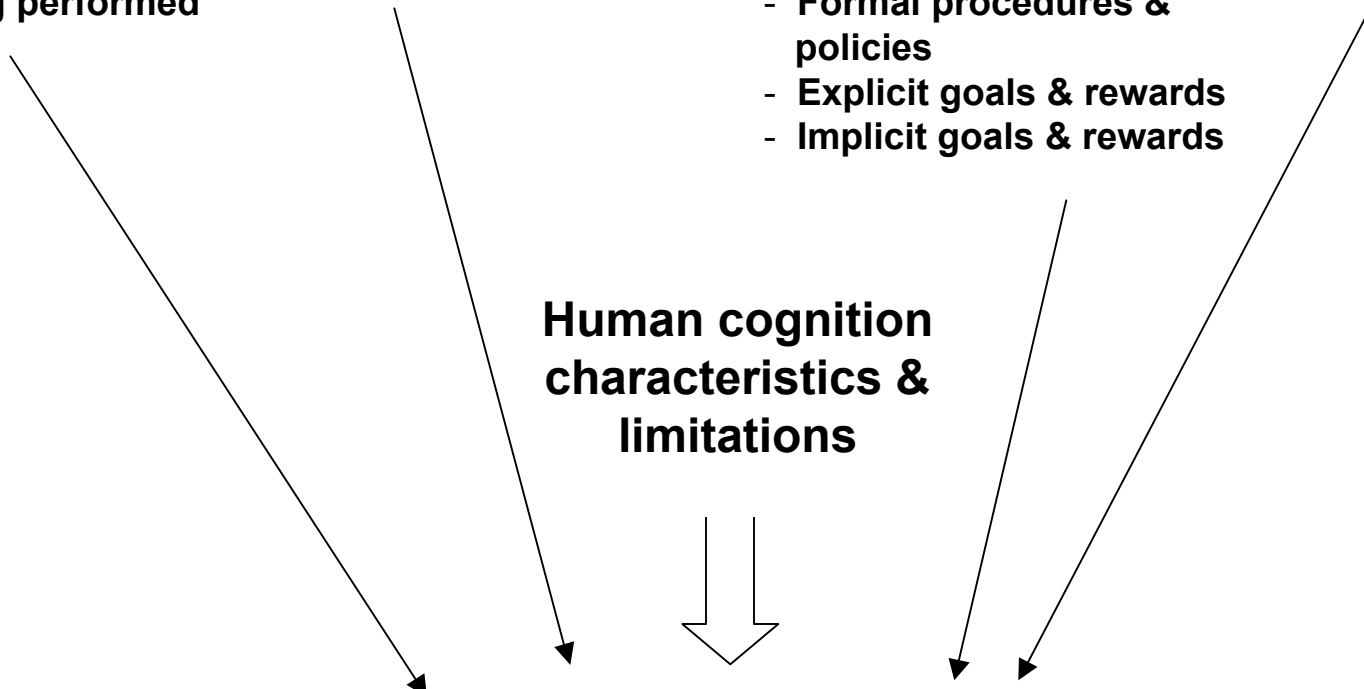 performed
- Formal procedures &
policies
- Explicit goals & rewards
- Implicit goals & rewards
Human cognition
characteristics &
limitations